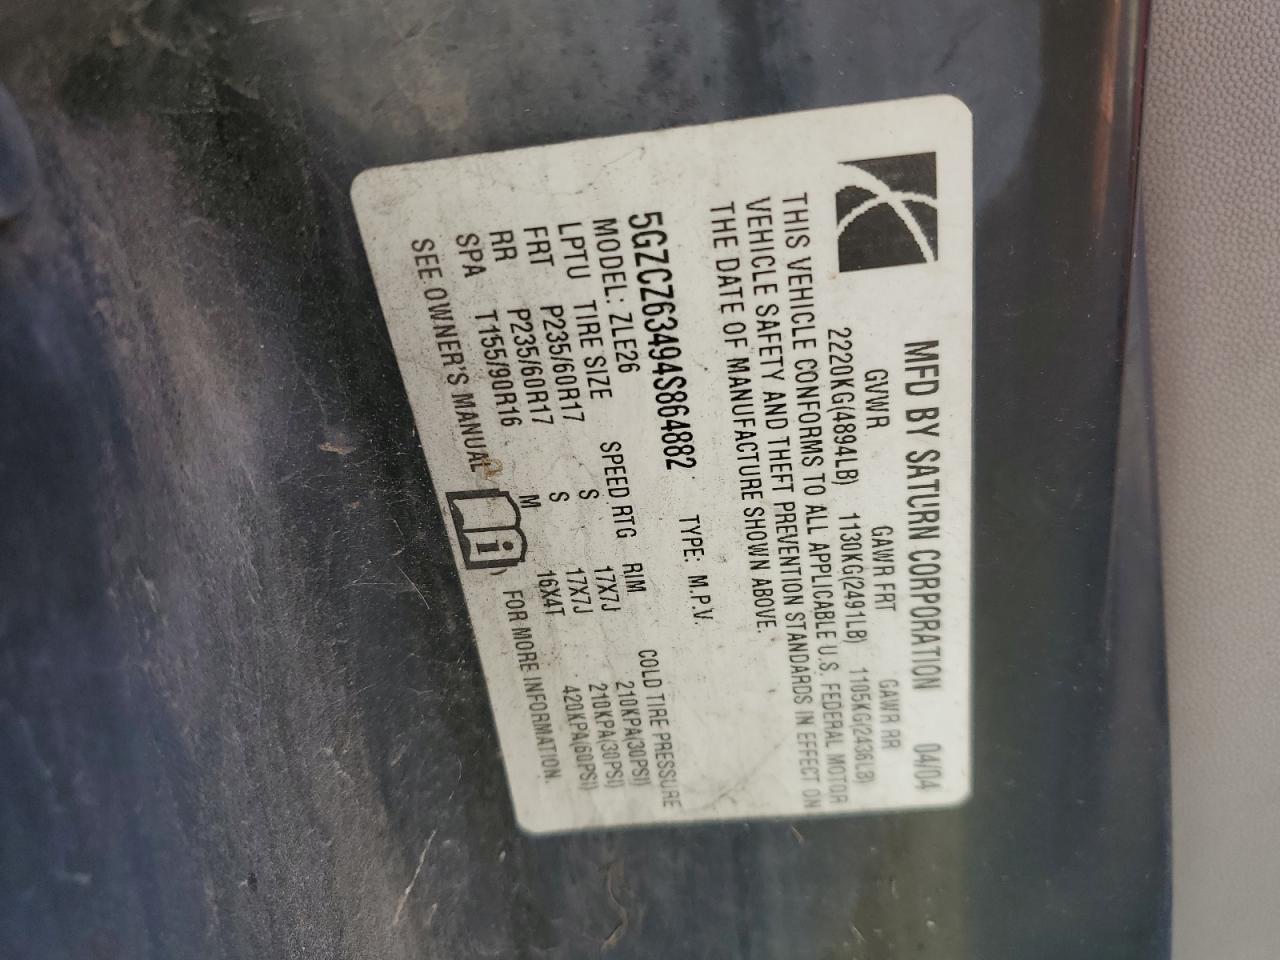 MFD BY SATURN CORPORATION 04/04
GVWR GAWR FRT GAWR RR
2220KG(4894LB) 1130KG(2491LB) 1105KG(2436LB)
THIS VEHICLE CONFORMS TO ALL APPLICABLE U.S. FEDERAL MOTOR
VEHICLE SAFETY AND THEFT PREVENTION STANDARDS IN EFFECT ON
THE DATE OF MANUFACTURE SHOWN ABOVE.
5GZCZ63494S864882 TYPE: M.P.V.
MODEL: ZLE26
LPTU TIRE SIZE SPEED RTG RIM COLD TIRE PRESSURE
FRT P235/60R17 S 17X7J 210KPA(30PSI)
RR P235/60R17 S 17X7J 210KPA(30PSI)
SPA T155/90R16 M 16X4T 420KPA(60PSI)
SEE OWNER'S MANUAL i FOR MORE INFORMATION.